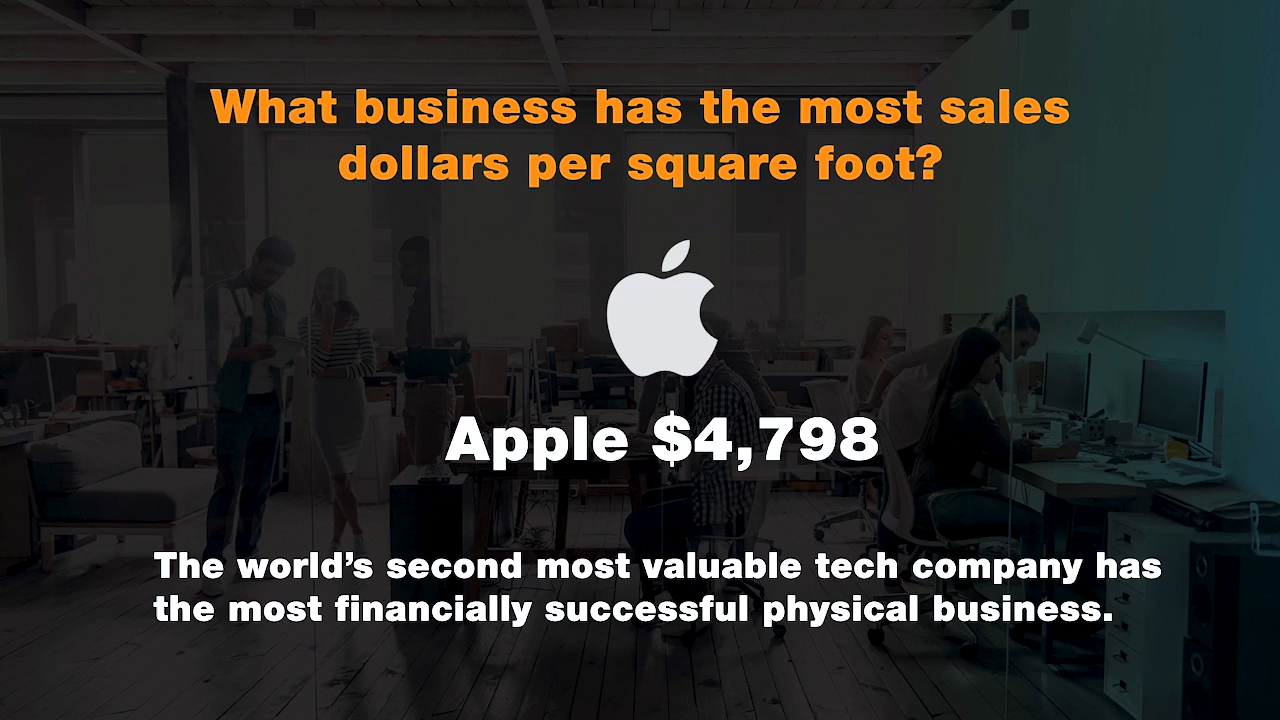 What business has the most sales
dollars per square foot?
Apple $4,798
The world’s second most valuable tech company has
the most financially successful physical business.